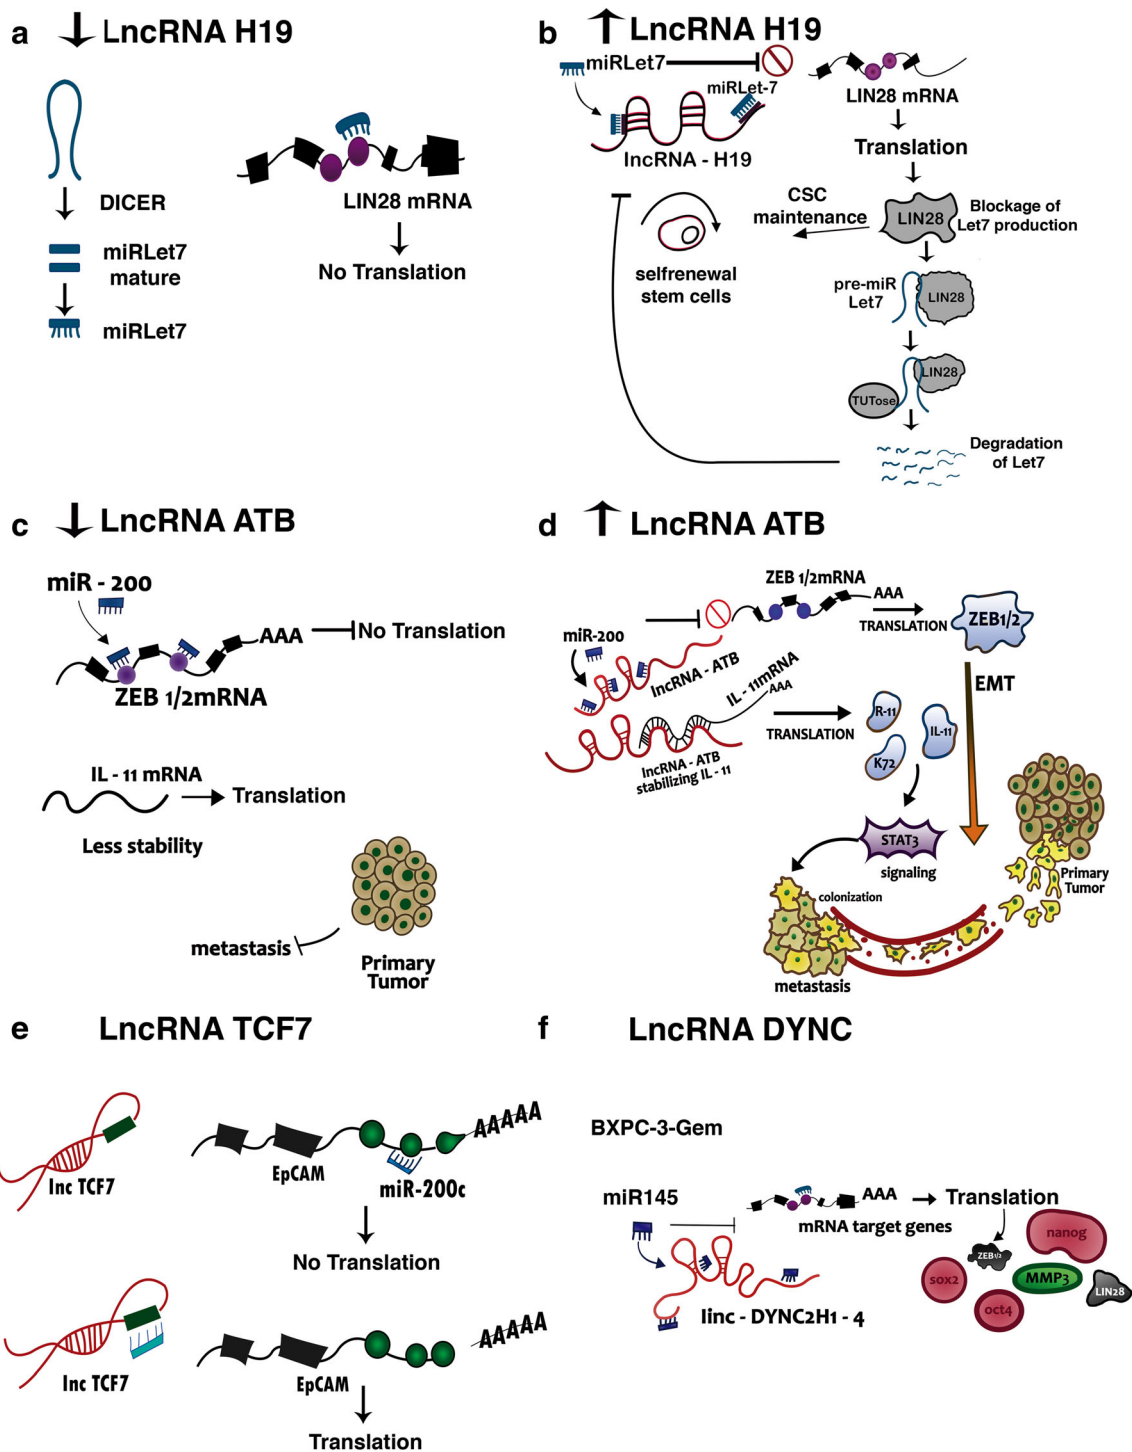 a
LncRNA H19
DICER
miRLet7
mature
miRLet7
LIN28 mRNA
No Translation
b
LncRNA H19
miRLet7
miRLet-7
lncRNA - H19
LIN28 mRNA
Translation
LIN28
Blockage of
Let7 production
CSC
maintenance
selfrenewal
stem cells
pre-miR
Let7
LIN28
LIN28
TUTose
Degradation
of Let7
c
LncRNA ATB
miR - 200
AAA
No Translation
ZEB 1/2mRNA
IL - 11 mRNA
Translation
Less stability
metastasis
Primary
Tumor
d
LncRNA ATB
ZEB 1/2mRNA
AAA
TRANSLATION
ZEB1/2
miR-200
lncRNA - ATB
EMT
IL - 11mRNA
AAA
TRANSLATION
lncRNA - ATB
stabilizing IL - 11
R-11
IL-11
K72
STAT3
signaling
colonization
metastasis
Primary
Tumor
e
LncRNA TCF7
lnc TCF7
EpCAM
AAAAA
miR-200c
No Translation
lnc TCF7
EpCAM
AAAAA
Translation
f
LncRNA DYNC
BXPC-3-Gem
miR145
AAA
Translation
mRNA target genes
linc - DYNC2H1 - 4
ZEB1/2
nanog
sox2
MMP3
LIN28
oct4